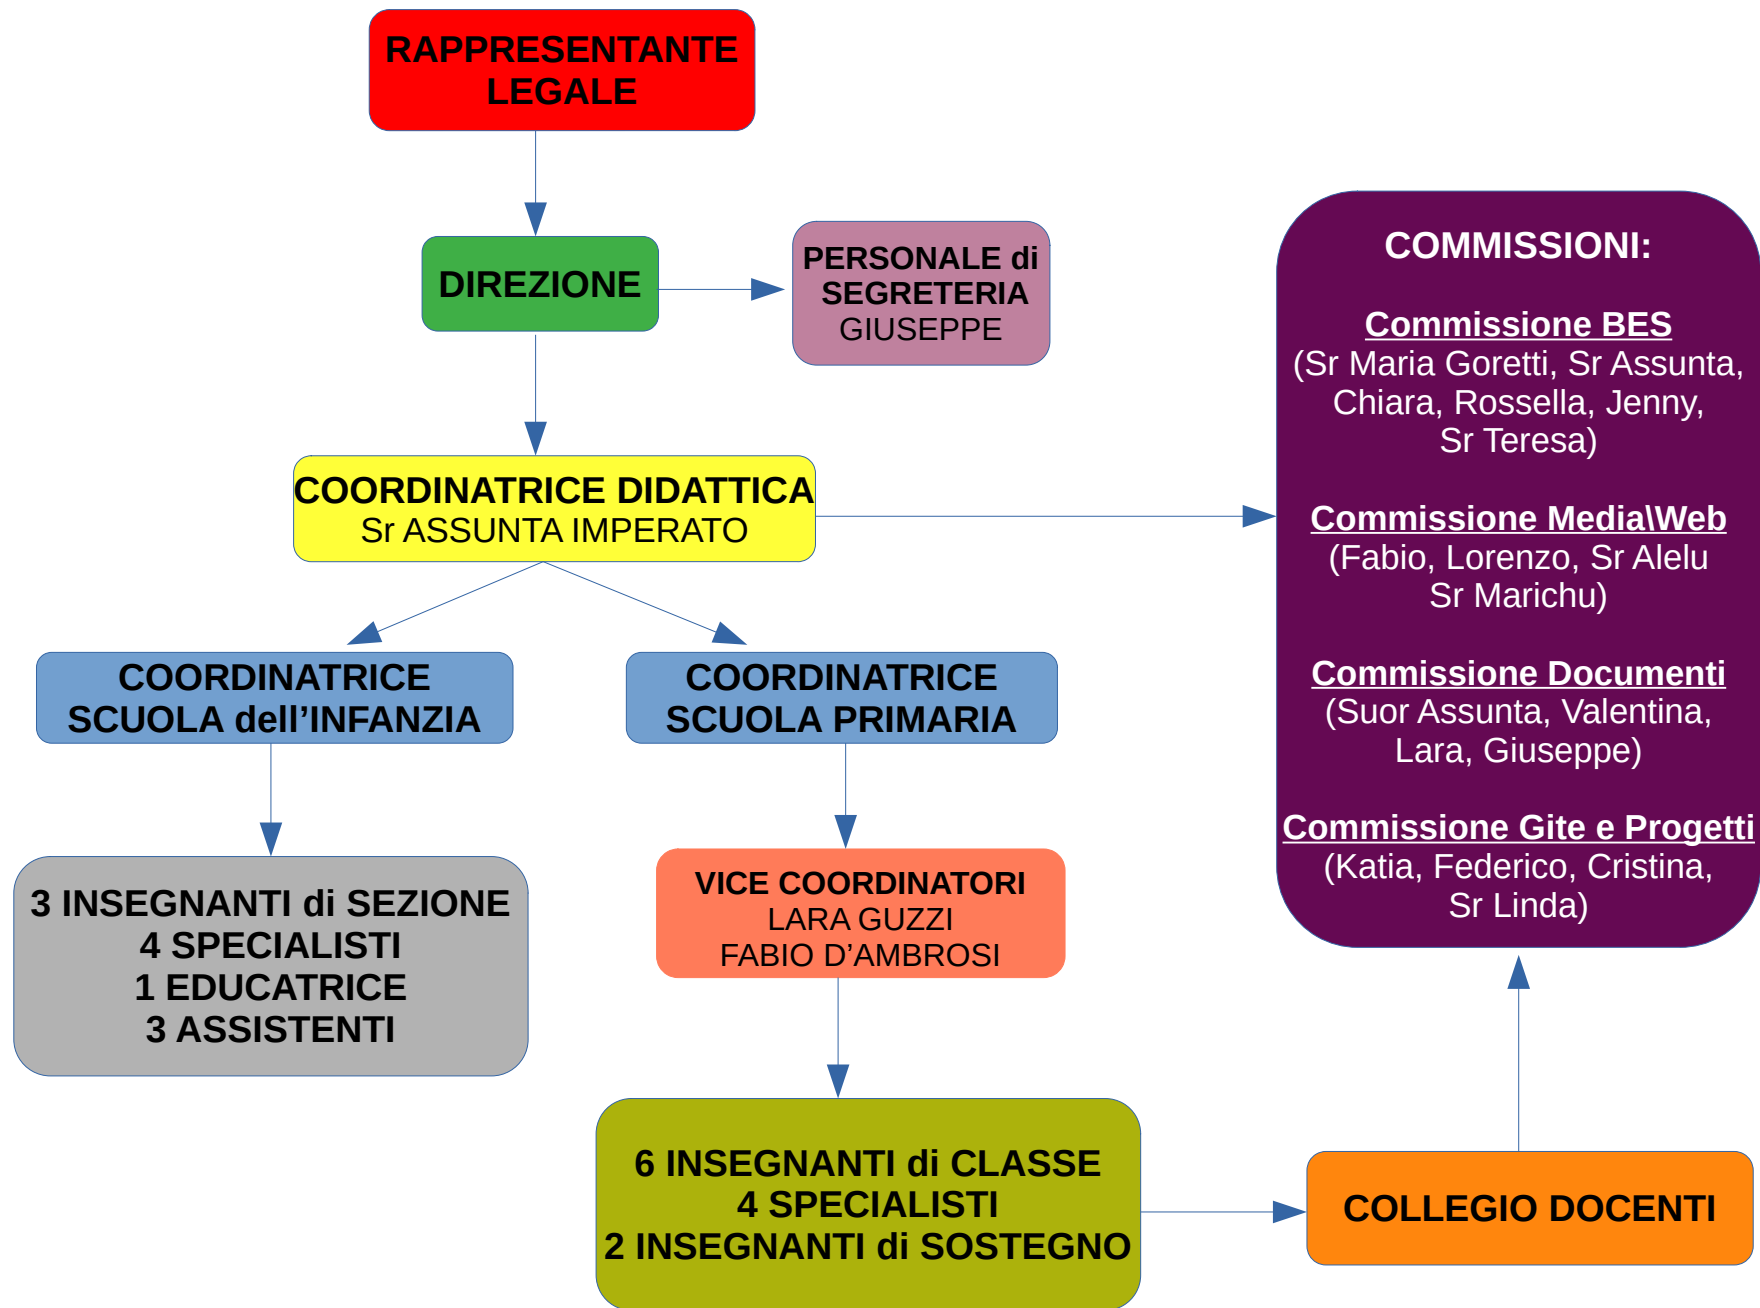 RAPPRESENTANTE
LEGALE
DIREZIONE
PERSONALE di
SEGRETERIA
GIUSEPPE
COORDINATRICE DIDATTICA
Sr ASSUNTA IMPERATO
COORDINATRICE
SCUOLA dell’INFANZIA
COORDINATRICE
SCUOLA PRIMARIA
3 INSEGNANTI di SEZIONE
4 SPECIALISTI
1 EDUCATRICE
3 ASSISTENTI
VICE COORDINATORI
LARA GUZZI
FABIO D’AMBROSI
6 INSEGNANTI di CLASSE
4 SPECIALISTI
2 INSEGNANTI di SOSTEGNO
COLLEGIO DOCENTI
COMMISSIONI:
Commissione BES
(Sr Maria Goretti, Sr Assunta,
Chiara, Rossella, Jenny,
Sr Teresa)
Commissione Media\Web
(Fabio, Lorenzo, Sr Alelu
Sr Marichu)
Commissione Documenti
(Suor Assunta, Valentina,
Lara, Giuseppe)
Commissione Gite e Progetti
(Katia, Federico, Cristina,
Sr Linda)